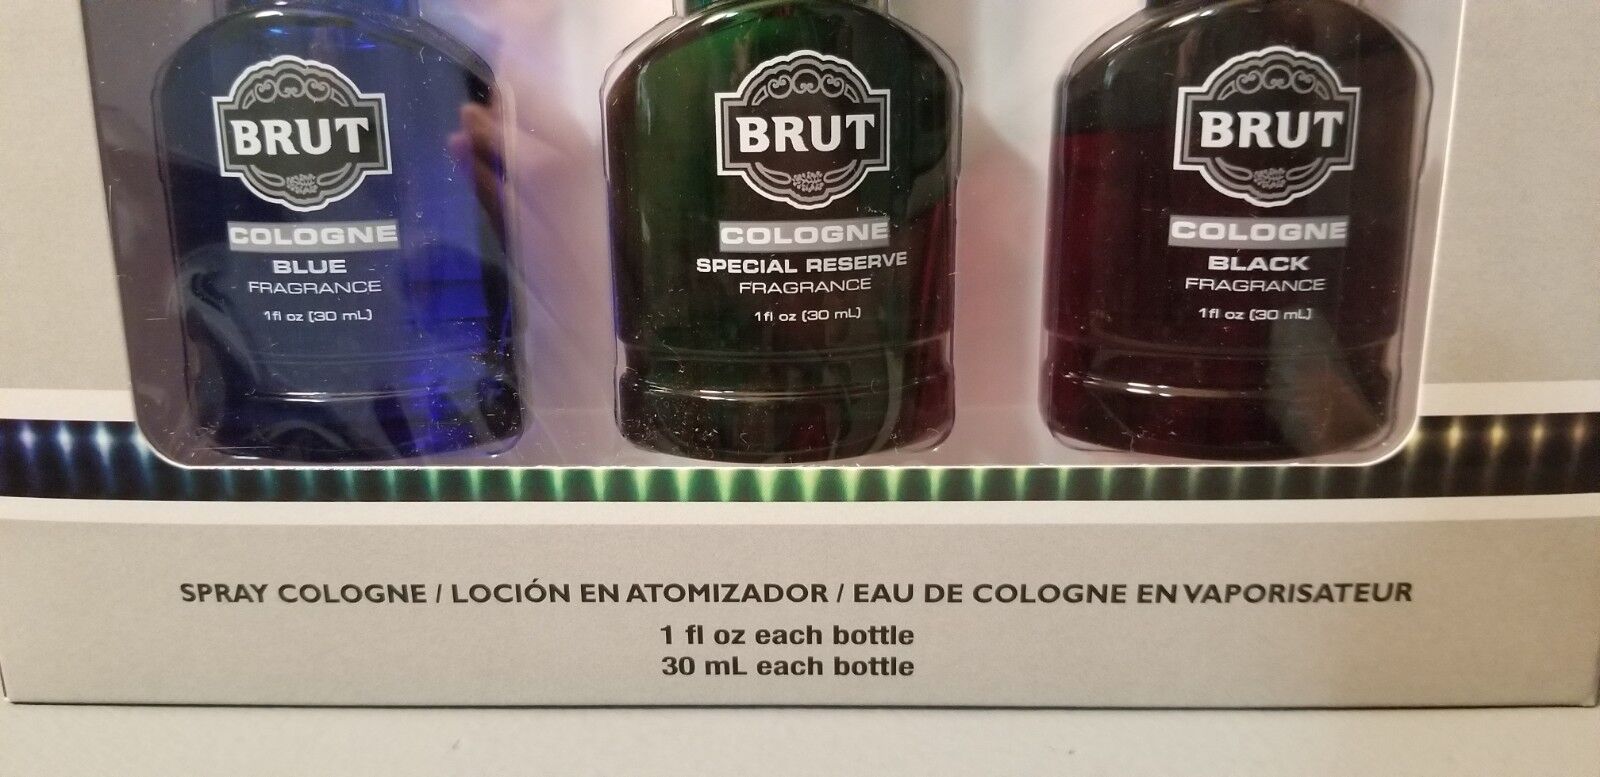 BRUT
COLOGNE
BLUE
FRAGRANCE
1 fl oz (30 mL)
BRUT
COLOGNE
SPECIAL RESERVE
FRAGRANCE
1 fl oz (30 mL)
BRUT
COLOGNE
BLACK
FRAGRANCE
1 fl oz (30 mL)
SPRAY COLOGNE / LOCIÓN EN ATOMIZADOR / EAU DE COLOGNE EN VAPORISATEUR
1 fl oz each bottle
30 mL each bottle